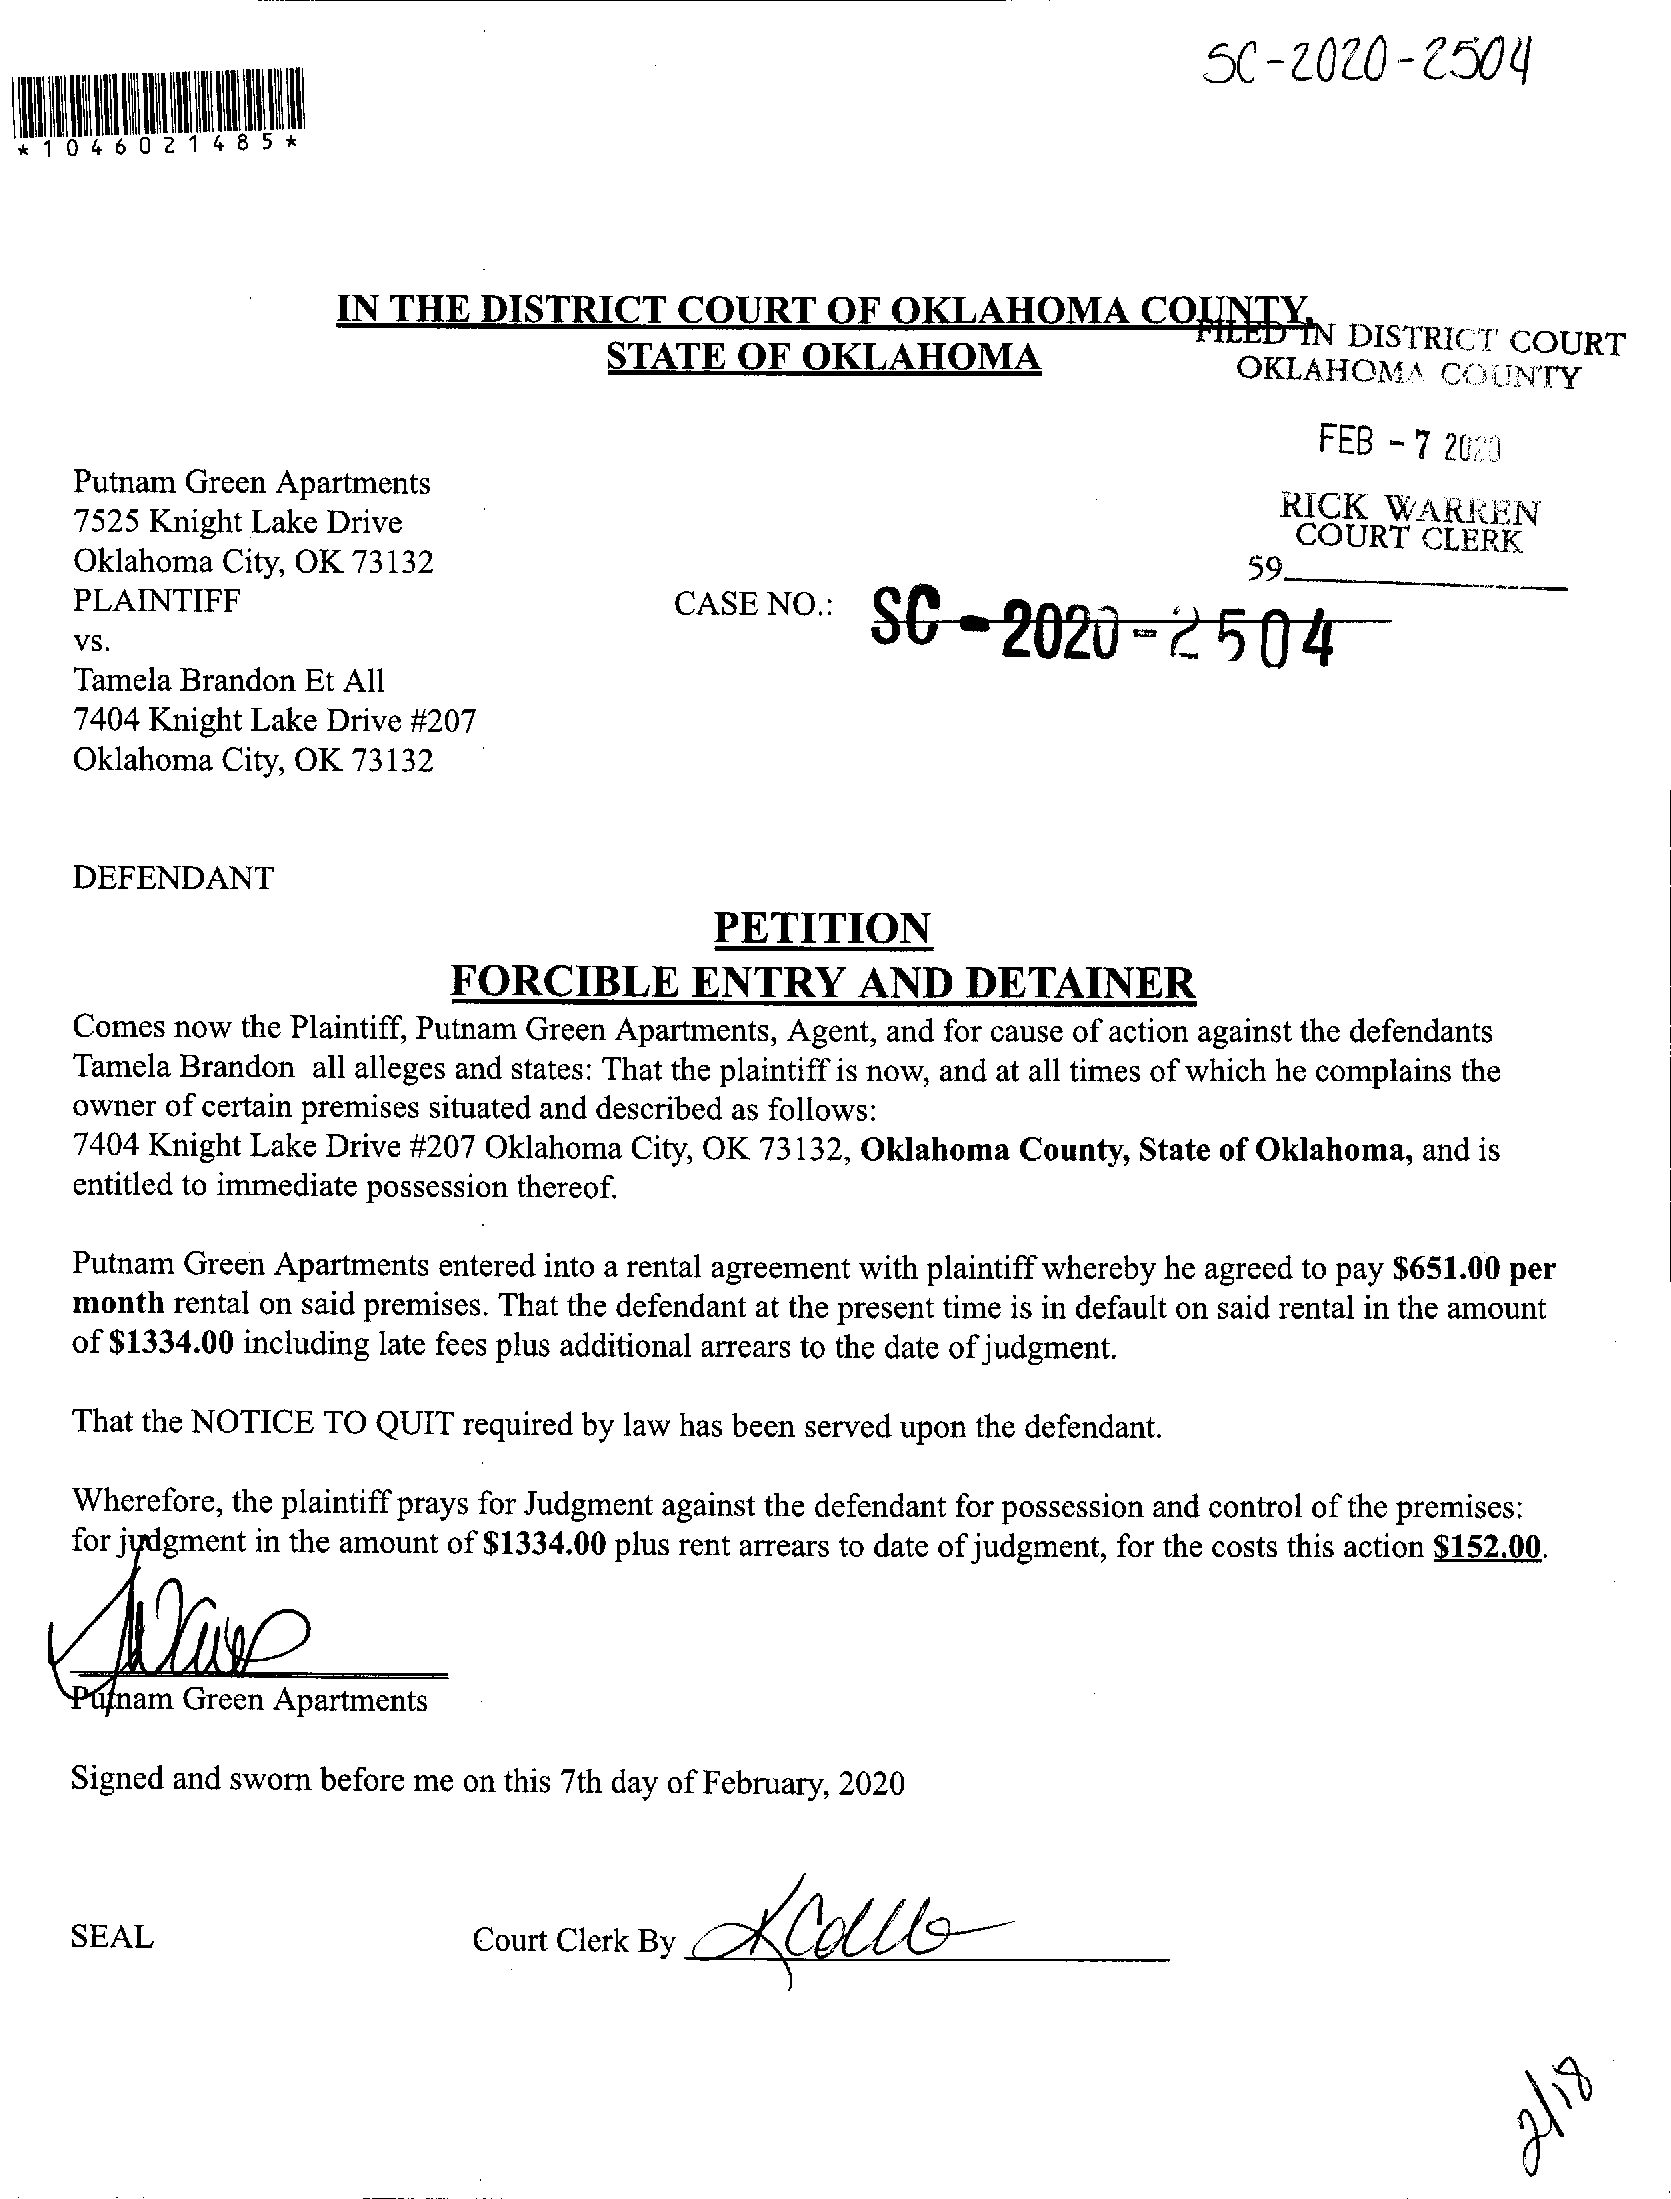 SC-2020-2504
*1046021485*
IN THE DISTRICT COURT OF OKLAHOMA COUNTY,
STATE OF OKLAHOMA
FILED IN DISTRICT COURT
OKLAHOMA COUNTY
FEB - 7 2020
RICK WARREN
COURT CLERK
59
Putnam Green Apartments
7525 Knight Lake Drive
Oklahoma City, OK 73132
PLAINTIFF
CASE NO.: SC - 2020 - 2504
vs.
Tamela Brandon Et All
7404 Knight Lake Drive #207
Oklahoma City, OK 73132
DEFENDANT
PETITION
FORCIBLE ENTRY AND DETAINER
Comes now the Plaintiff, Putnam Green Apartments, Agent, and for cause of action against the defendants
Tamela Brandon all alleges and states: That the plaintiff is now, and at all times of which he complains the
owner of certain premises situated and described as follows:
7404 Knight Lake Drive #207 Oklahoma City, OK 73132, Oklahoma County, State of Oklahoma, and is
entitled to immediate possession thereof.
Putnam Green Apartments entered into a rental agreement with plaintiff whereby he agreed to pay $651.00 per
month rental on said premises. That the defendant at the present time is in default on said rental in the amount
of $1334.00 including late fees plus additional arrears to the date of judgment.
That the NOTICE TO QUIT required by law has been served upon the defendant.
Wherefore, the plaintiff prays for Judgment against the defendant for possession and control of the premises:
for judgment in the amount of $1334.00 plus rent arrears to date of judgment, for the costs this action $152.00.
Putnam Green Apartments
Signed and sworn before me on this 7th day of February, 2020
SEAL
Court Clerk By
2/18